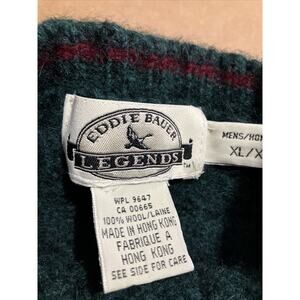 EDDIE BAUER
LEGENDS
™
MENS/HOM
XL/X
WPL 9647
CA 00665
100% WOOL/LAINE
MADE IN HONG KONG
FABRIQUE A
HONG KONG
SEE SIDE FOR CARE